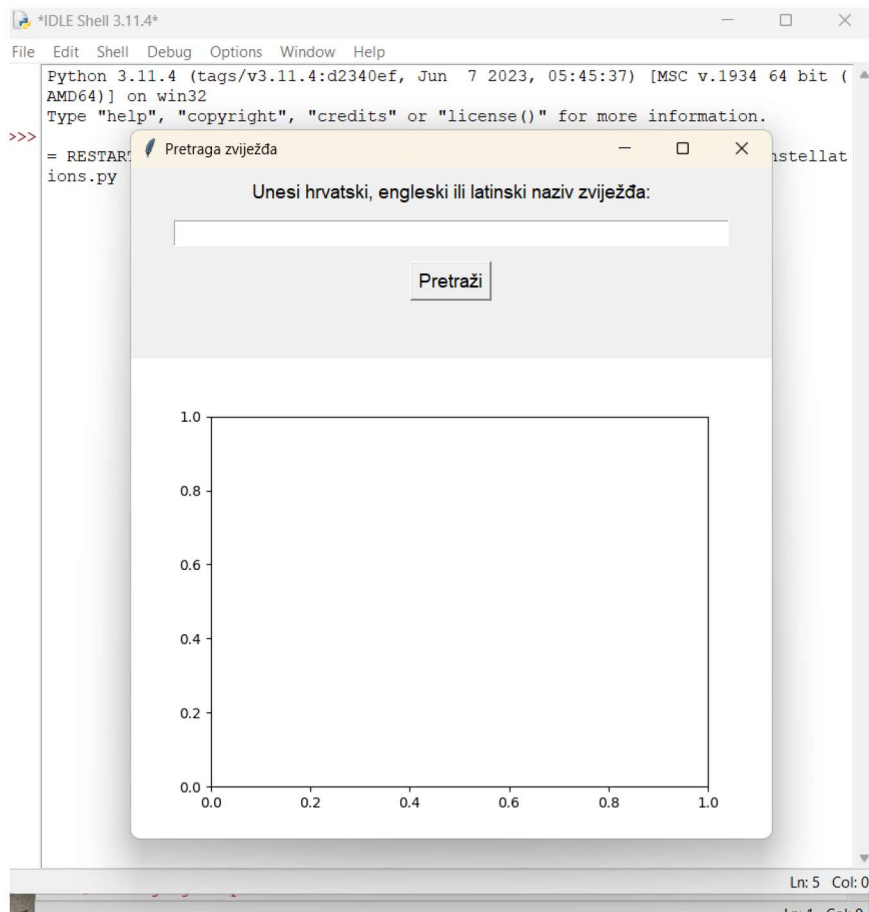 *IDLE Shell 3.11.4*
File Edit Shell Debug Options Window Help
Python 3.11.4 (tags/v3.11.4:d2340ef, Jun 7 2023, 05:45:37) [MSC v.1934 64 bit (
AMD64)] on win32
Type "help", "copyright", "credits" or "license()" for more information.
>>>
= RESTAR
ions.py
Pretraga zviježđa
Unesi hrvatski, engleski ili latinski naziv zviježđa:
Pretraži
1.0
0.8
0.6
0.4
0.2
0.0
0.0 0.2 0.4 0.6 0.8 1.0
Ln: 5 Col: 0